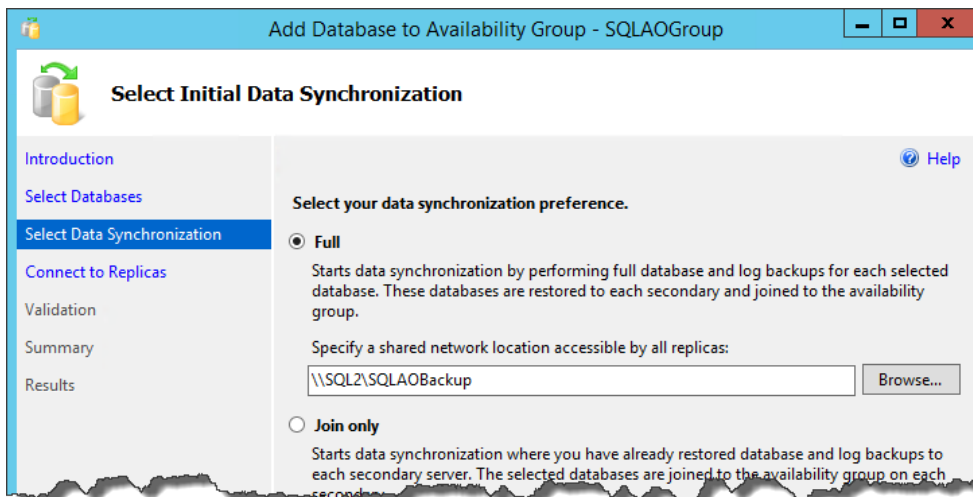 Add Database to Availability Group - SQLAOGroup
Select Initial Data Synchronization
Introduction
Help
Select Databases
Select your data synchronization preference.
Select Data Synchronization
Full
Connect to Replicas
Starts data synchronization by performing full database and log backups for each selected
database. These databases are restored to each secondary and joined to the availability
group.
Validation
Summary
Specify a shared network location accessible by all replicas:
Results
\\SQL2\SQLAOBackup
Browse...
Join only
Starts data synchronization where you have already restored database and log backups to
each secondary server. The selected databases are joined to the availability group on each